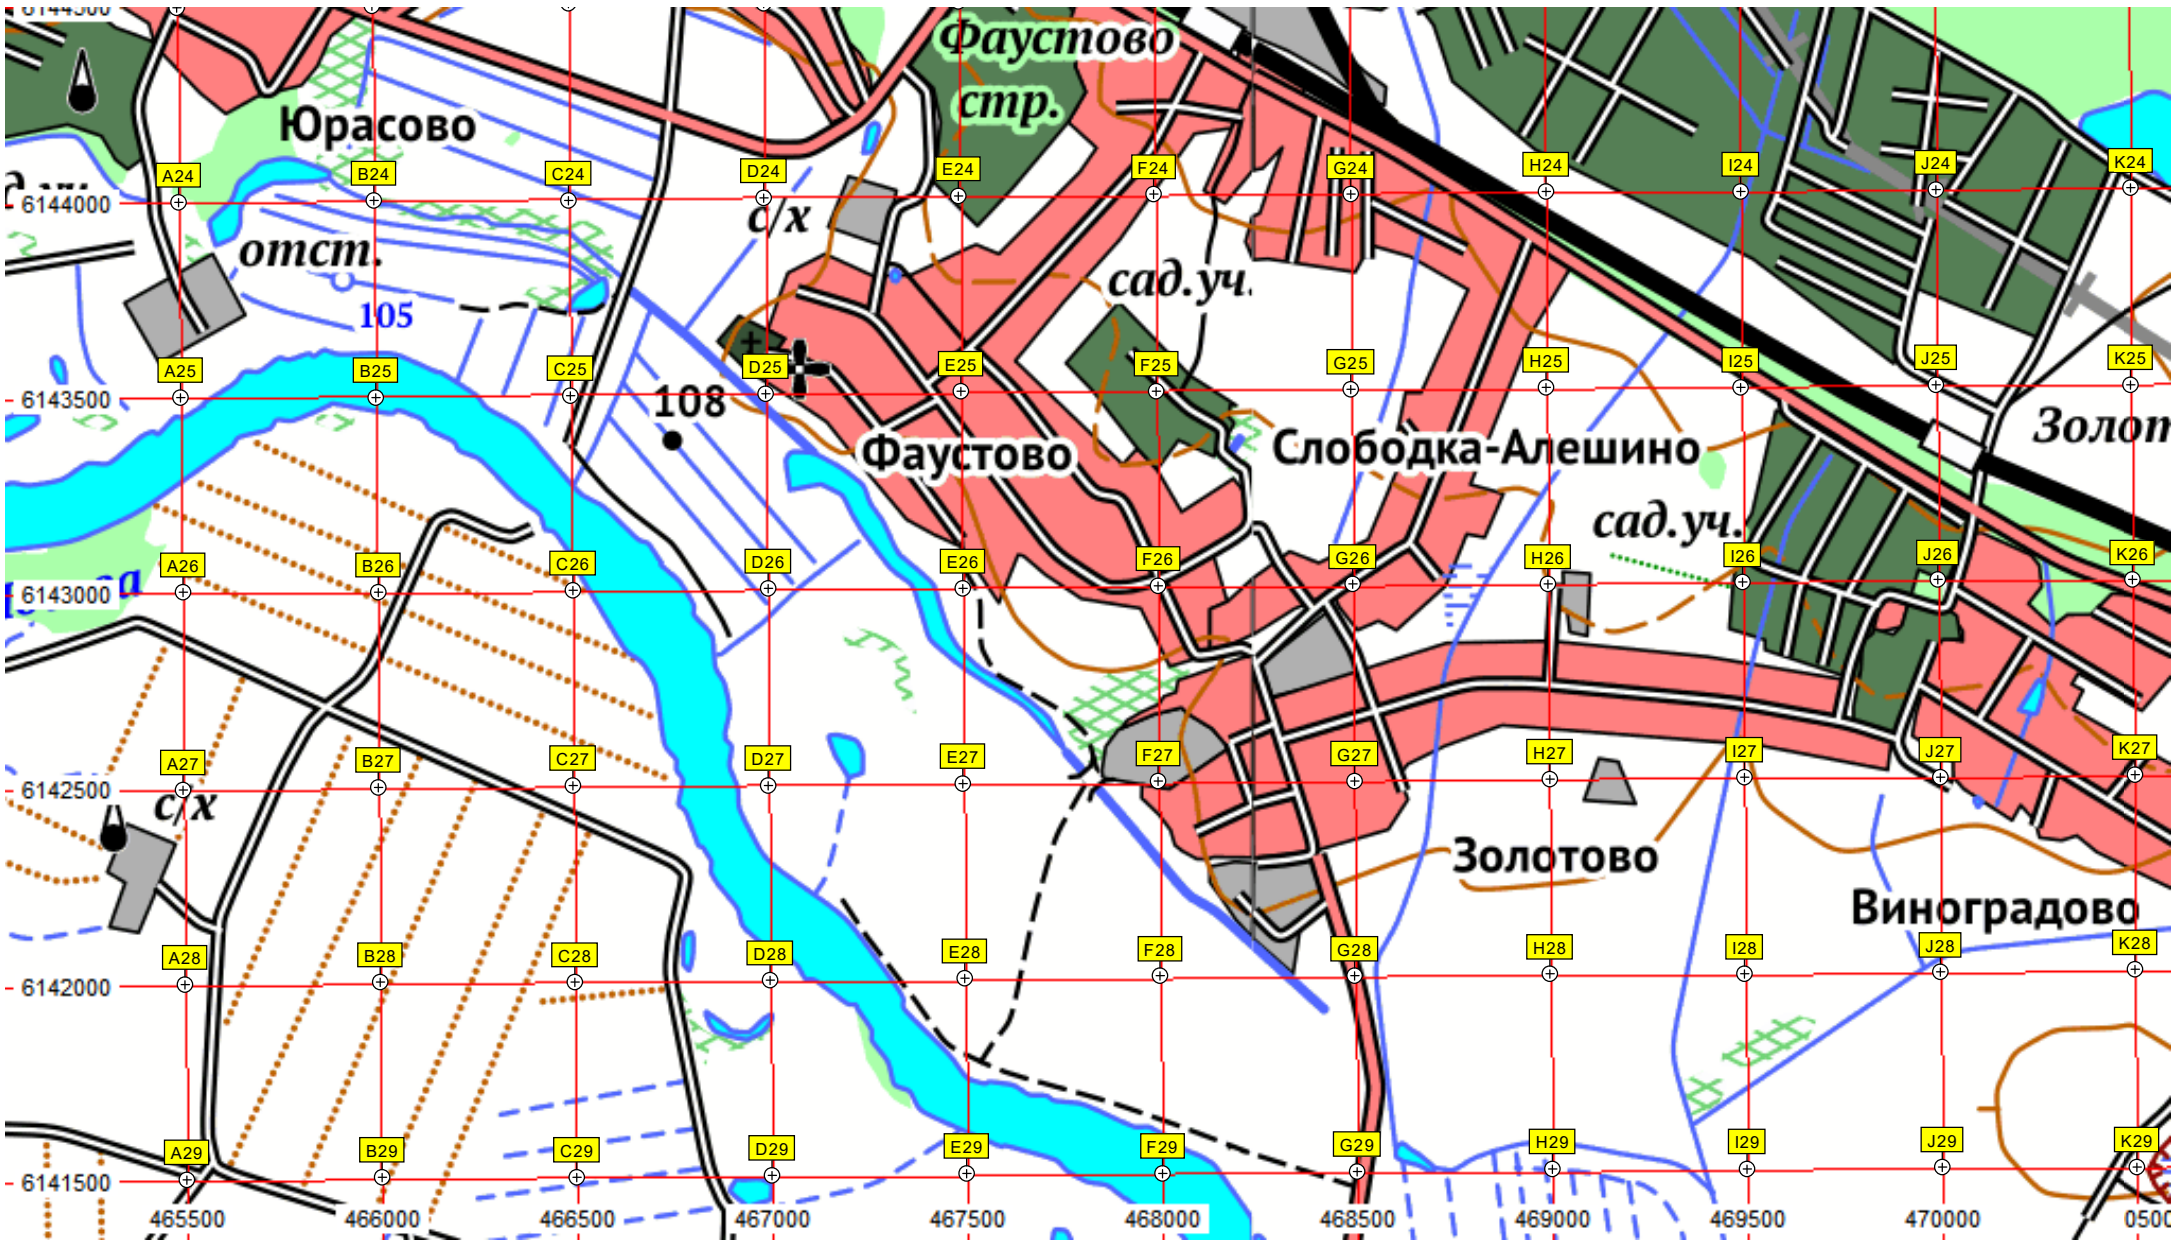 Фаустово
стр.
Юрасово
A24 B24 C24 D24 E24 F24 G24 H24 I24 J24 K24
6144000
с/х
отст.
сад.уч.
105
A25 B25 C25 D25 E25 F25 G25 H25 I25 J25 K25
6143500
108
Фаустово
Слободка-Алешино
Золот
сад.уч.
A26 B26 C26 D26 E26 F26 G26 H26 I26 J26 K26
6143000
A27 B27 C27 D27 E27 F27 G27 H27 I27 J27 K27
6142500
с/х
Золотово
Виноградово
A28 B28 C28 D28 E28 F28 G28 H28 I28 J28 K28
6142000
A29 B29 C29 D29 E29 F29 G29 H29 I29 J29 K29
6141500
465500 466000 466500 467000 467500 468000 468500 469000 469500 470000 0500